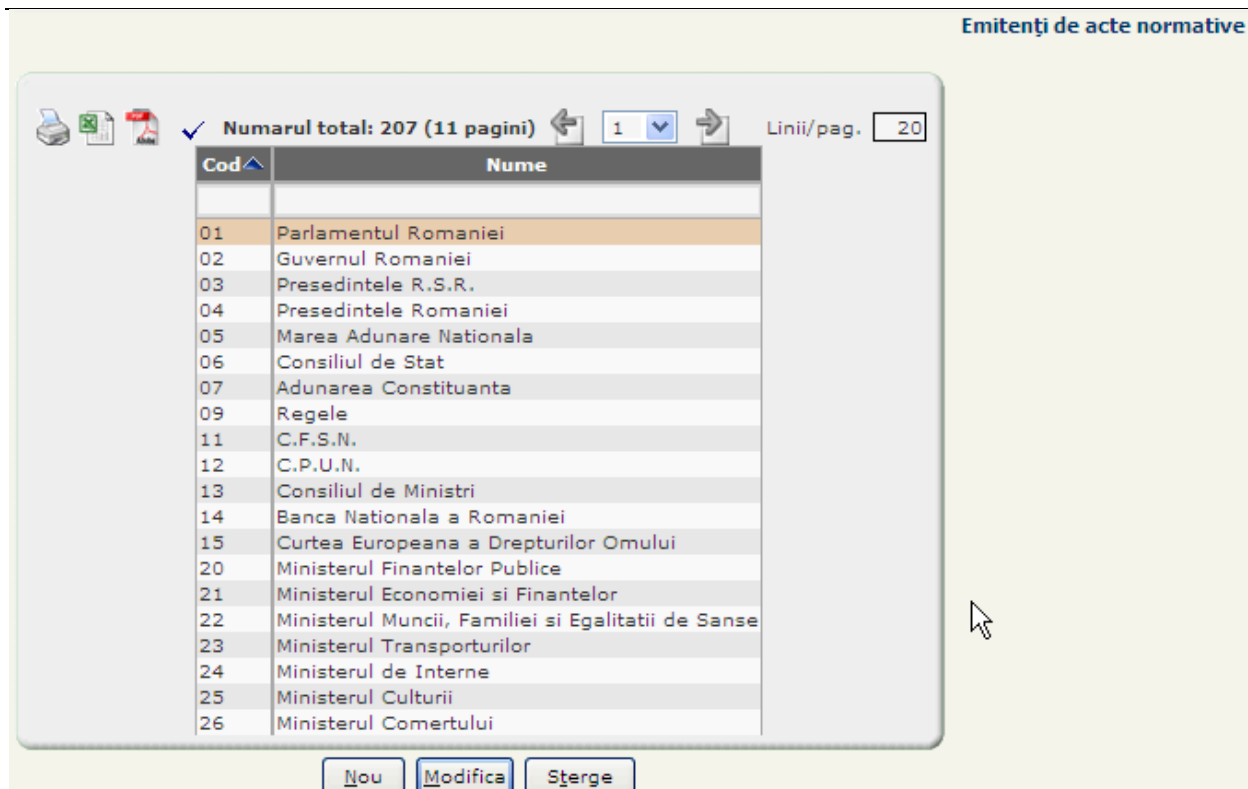 Emitenți de acte normative
Numarul total: 207 (11 pagini) 1 Linii/pag. 20
Cod Nume
01 Parlamentul Romaniei
02 Guvernul Romaniei
03 Presedintele R.S.R.
04 Presedintele Romaniei
05 Marea Adunare Nationala
06 Consiliul de Stat
07 Adunarea Constituanta
09 Regele
11 C.F.S.N.
12 C.P.U.N.
13 Consiliul de Ministri
14 Banca Nationala a Romaniei
15 Curtea Europeana a Drepturilor Omului
20 Ministerul Finantelor Publice
21 Ministerul Economiei si Finantelor
22 Ministerul Muncii, Familiei si Egalitatii de Sanse
23 Ministerul Transporturilor
24 Ministerul de Interne
25 Ministerul Culturii
26 Ministerul Comertului
Nou Modifica Sterge